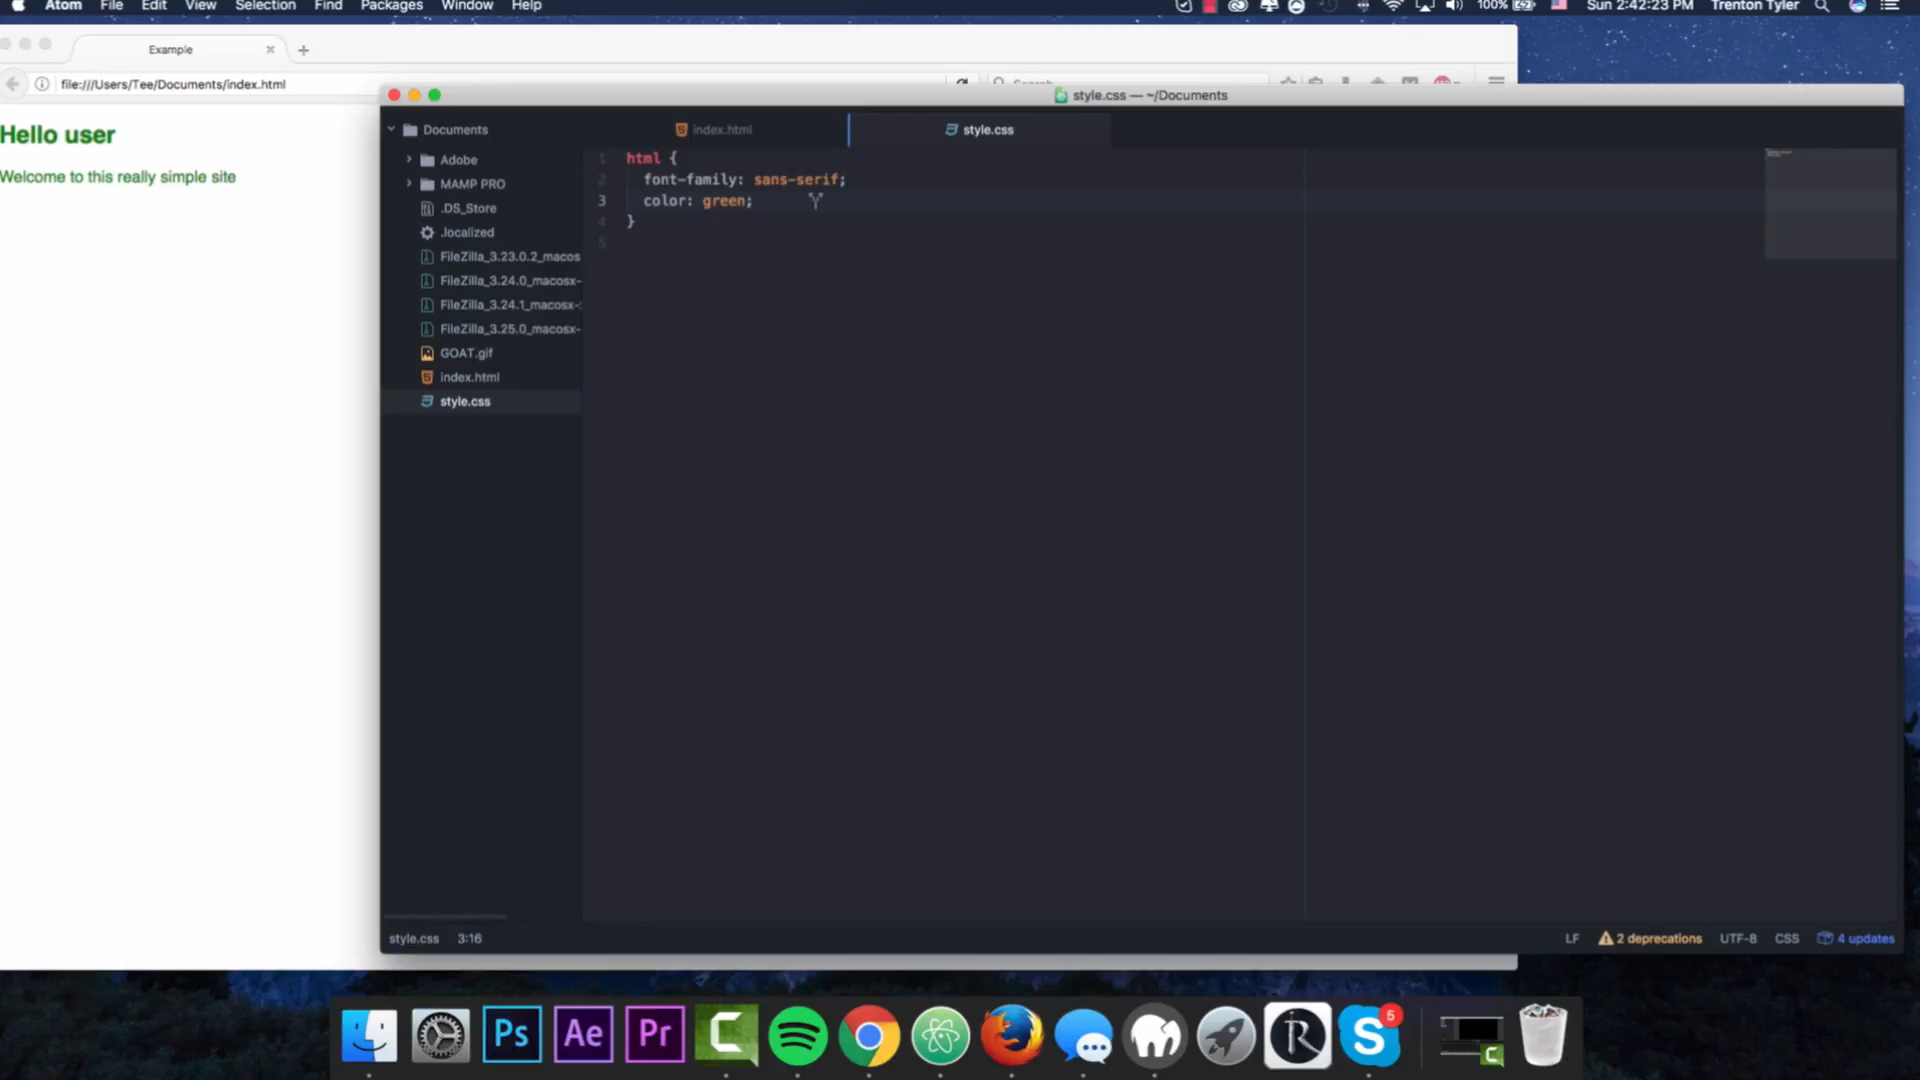 Atom File Edit View Selection Find Packages Window Help 100% Sun 2:42:23 PM Trenton Tyler
Example
file:///Users/Tee/Documents/index.html
Search
Hello user
Welcome to this really simple site
style.css — ~/Documents
Documents
Adobe
MAMP PRO
.DS_Store
.localized
FileZilla_3.23.0.2_macos
FileZilla_3.24.0_macosx-
FileZilla_3.24.1_macosx-
FileZilla_3.25.0_macosx-
GOAT.gif
index.html
style.css
index.html
style.css
1 html {
2 font-family: sans-serif;
3 color: green;
4 }
5
style.css 3:16
LF 2 deprecations UTF-8 CSS 4 updates
Ps Ae Pr C R S 5 C